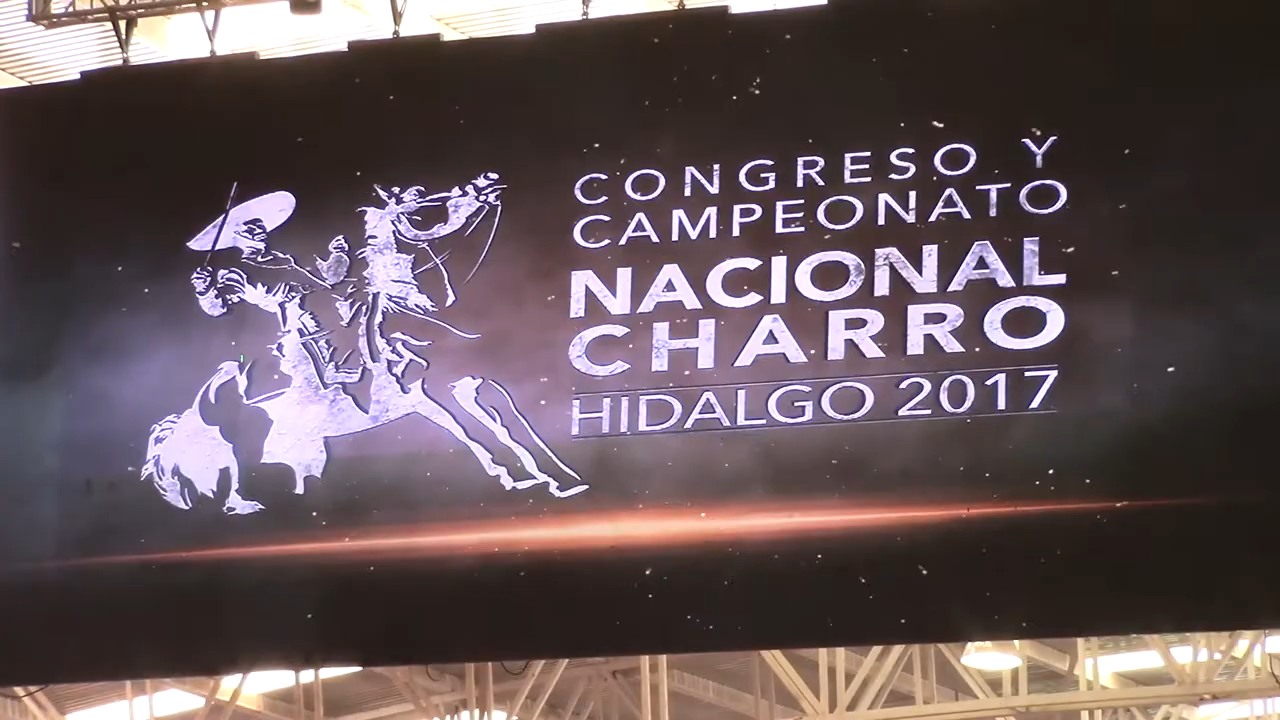 CONGRESO Y
CAMPEONATO
NACIONAL
CHARRO
HIDALGO 2017